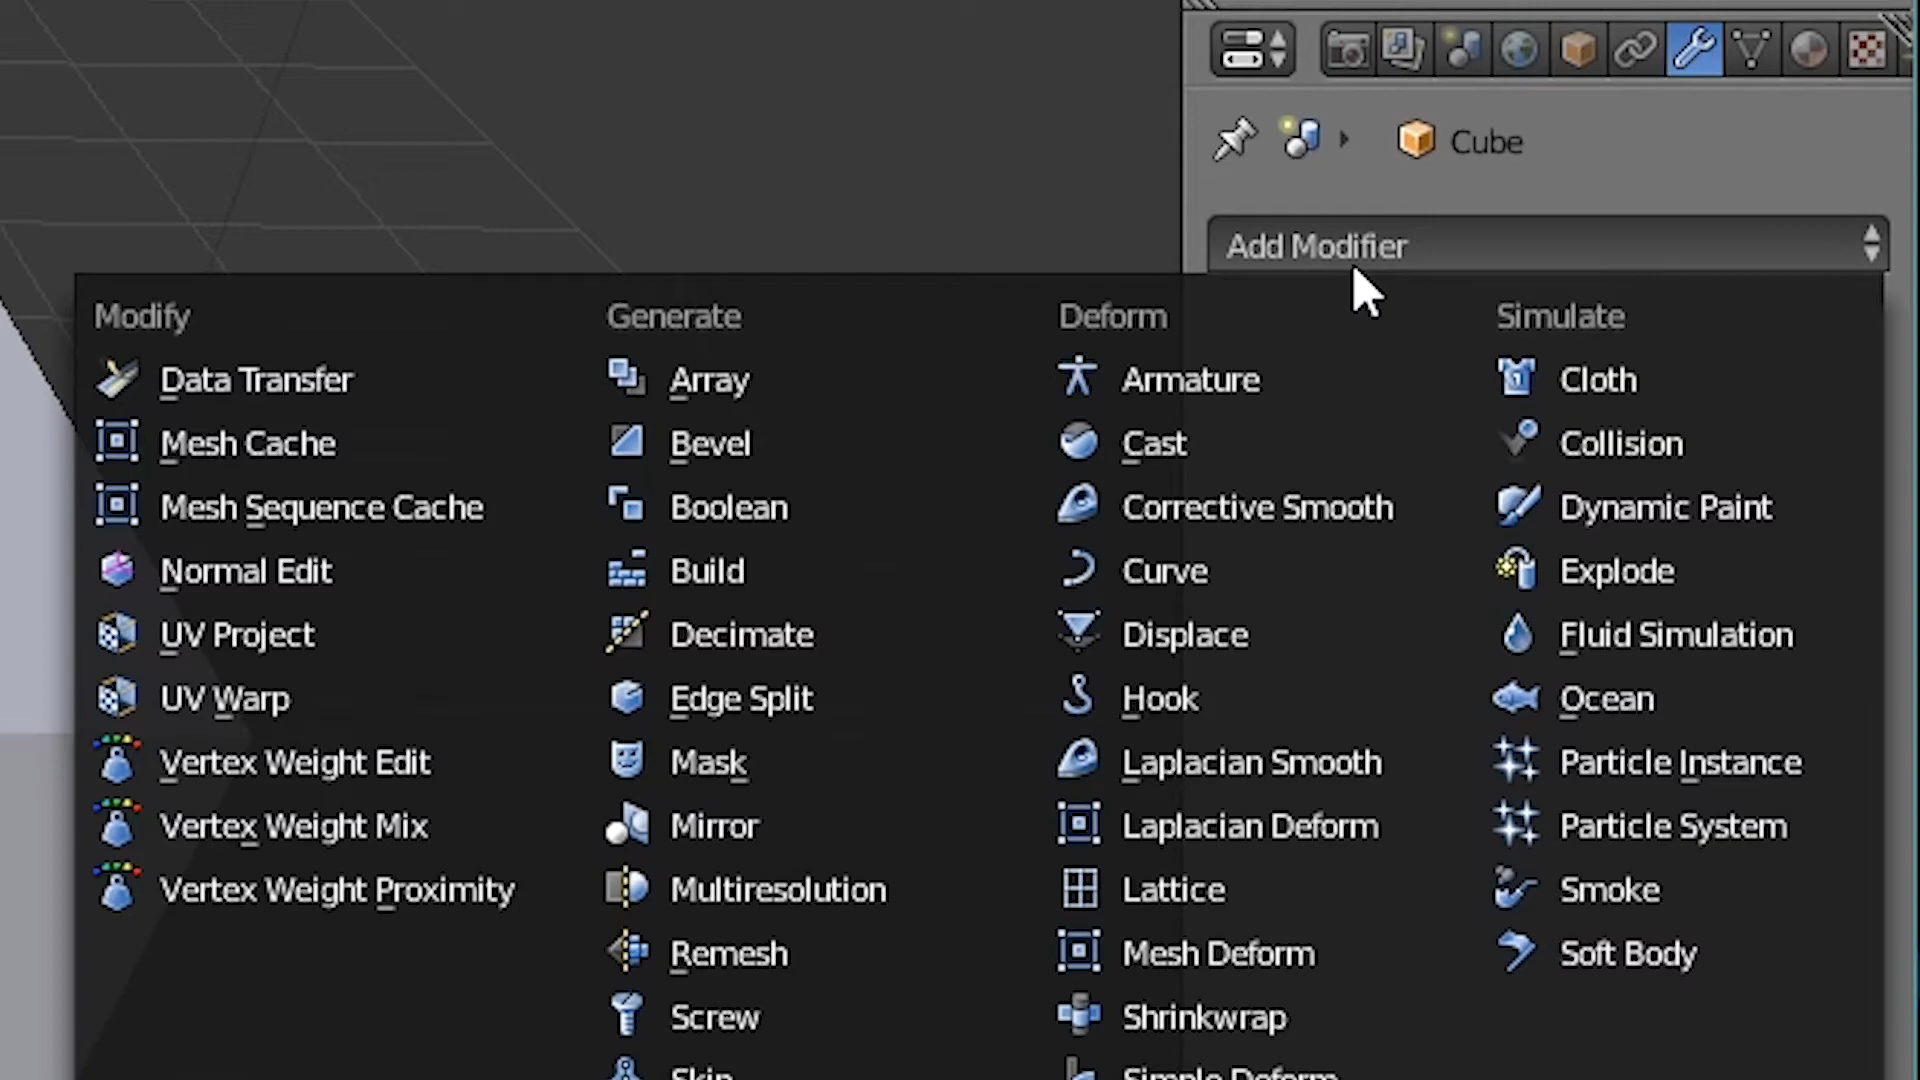 Cube
Add Modifier
Modify
Data Transfer
Mesh Cache
Mesh Sequence Cache
Normal Edit
UV Project
UV Warp
Vertex Weight Edit
Vertex Weight Mix
Vertex Weight Proximity
Generate
Array
Bevel
Boolean
Build
Decimate
Edge Split
Mask
Mirror
Multiresolution
Remesh
Screw
Skin
Deform
Armature
Cast
Corrective Smooth
Curve
Displace
Hook
Laplacian Smooth
Laplacian Deform
Lattice
Mesh Deform
Shrinkwrap
Simple Deform
Simulate
Cloth
Collision
Dynamic Paint
Explode
Fluid Simulation
Ocean
Particle Instance
Particle System
Smoke
Soft Body